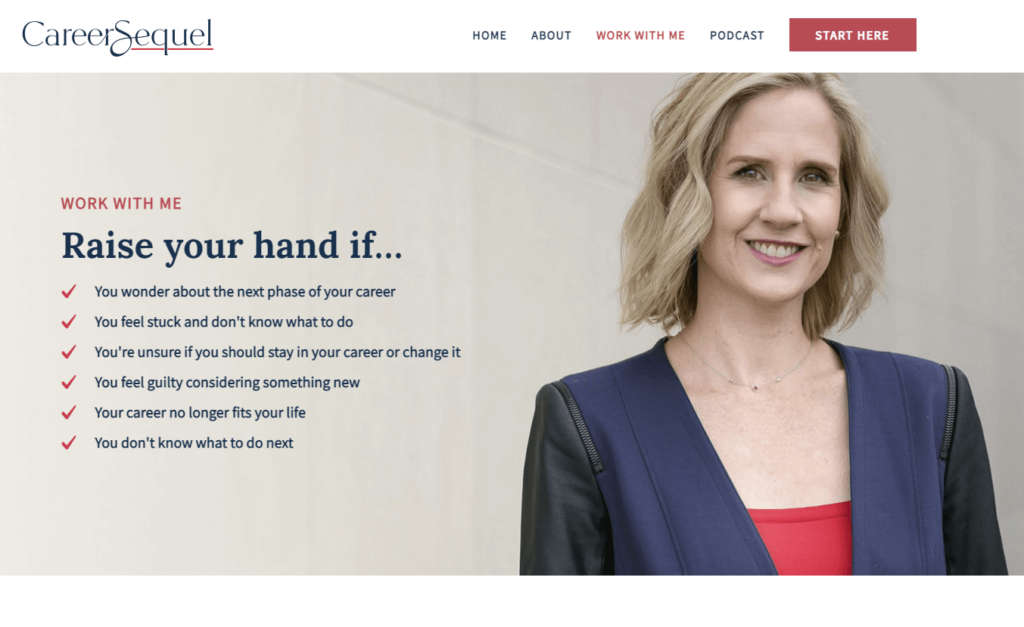 CareerSequel
HOME ABOUT WORK WITH ME PODCAST START HERE
WORK WITH ME
Raise your hand if...
You wonder about the next phase of your career
You feel stuck and don't know what to do
You're unsure if you should stay in your career or change it
You feel guilty considering something new
Your career no longer fits your life
You don't know what to do next